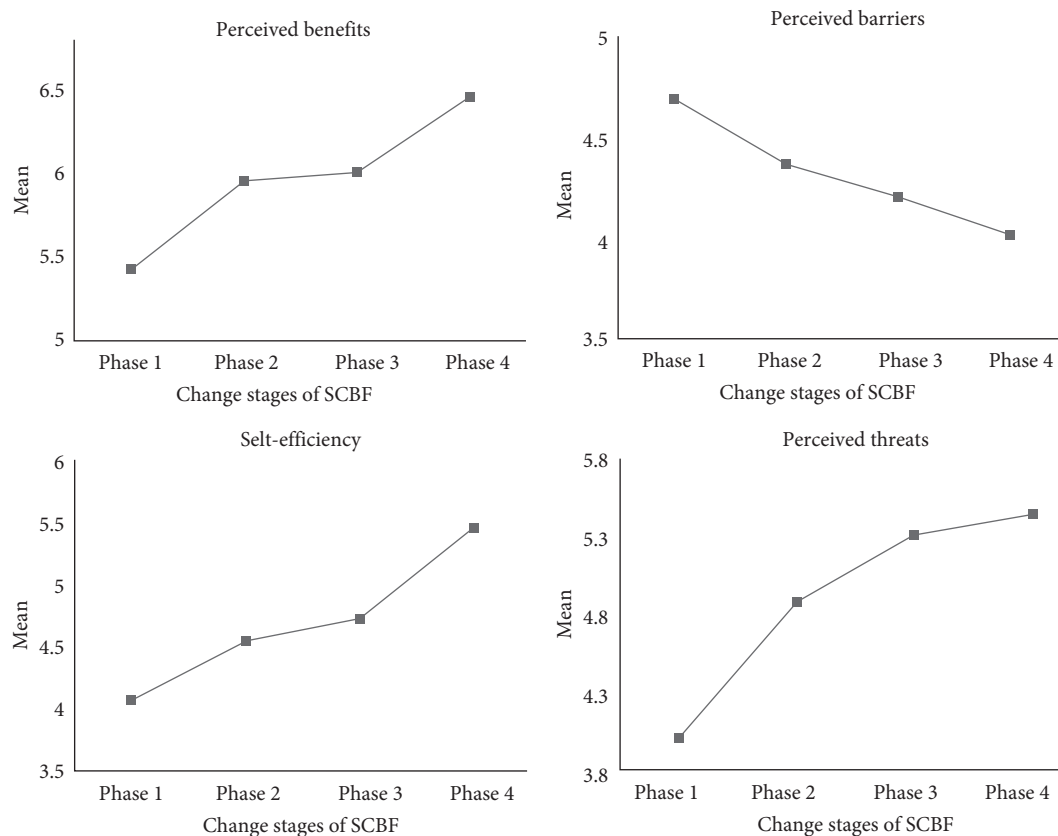 Perceived benefits
6.5
6
5.5
5
Mean
Phase 1 Phase 2 Phase 3 Phase 4
Change stages of SCBF
Perceived barriers
5
4.5
4
3.5
Mean
Phase 1 Phase 2 Phase 3 Phase 4
Change stages of SCBF
Selt-efficiency
6
5.5
5
4.5
4
3.5
Mean
Phase 1 Phase 2 Phase 3 Phase 4
Change stages of SCBF
Perceived threats
5.8
5.3
4.8
4.3
3.8
Mean
Phase 1 Phase 2 Phase 3 Phase 4
Change stages of SCBF